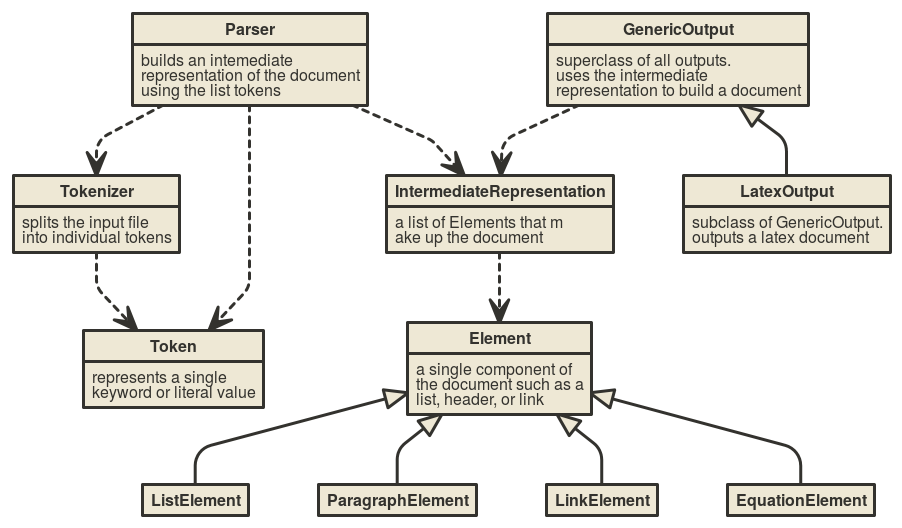 Parser
builds an intemediate
representation of the document
using the list tokens
GenericOutput
superclass of all outputs.
uses the intermediate
representation to build a document
Tokenizer
splits the input file
into individual tokens
IntermediateRepresentation
a list of Elements that m
ake up the document
LatexOutput
subclass of GenericOutput.
outputs a latex document
Token
represents a single
keyword or literal value
Element
a single component of
the document such as a
list, header, or link
ListElement
ParagraphElement
LinkElement
EquationElement